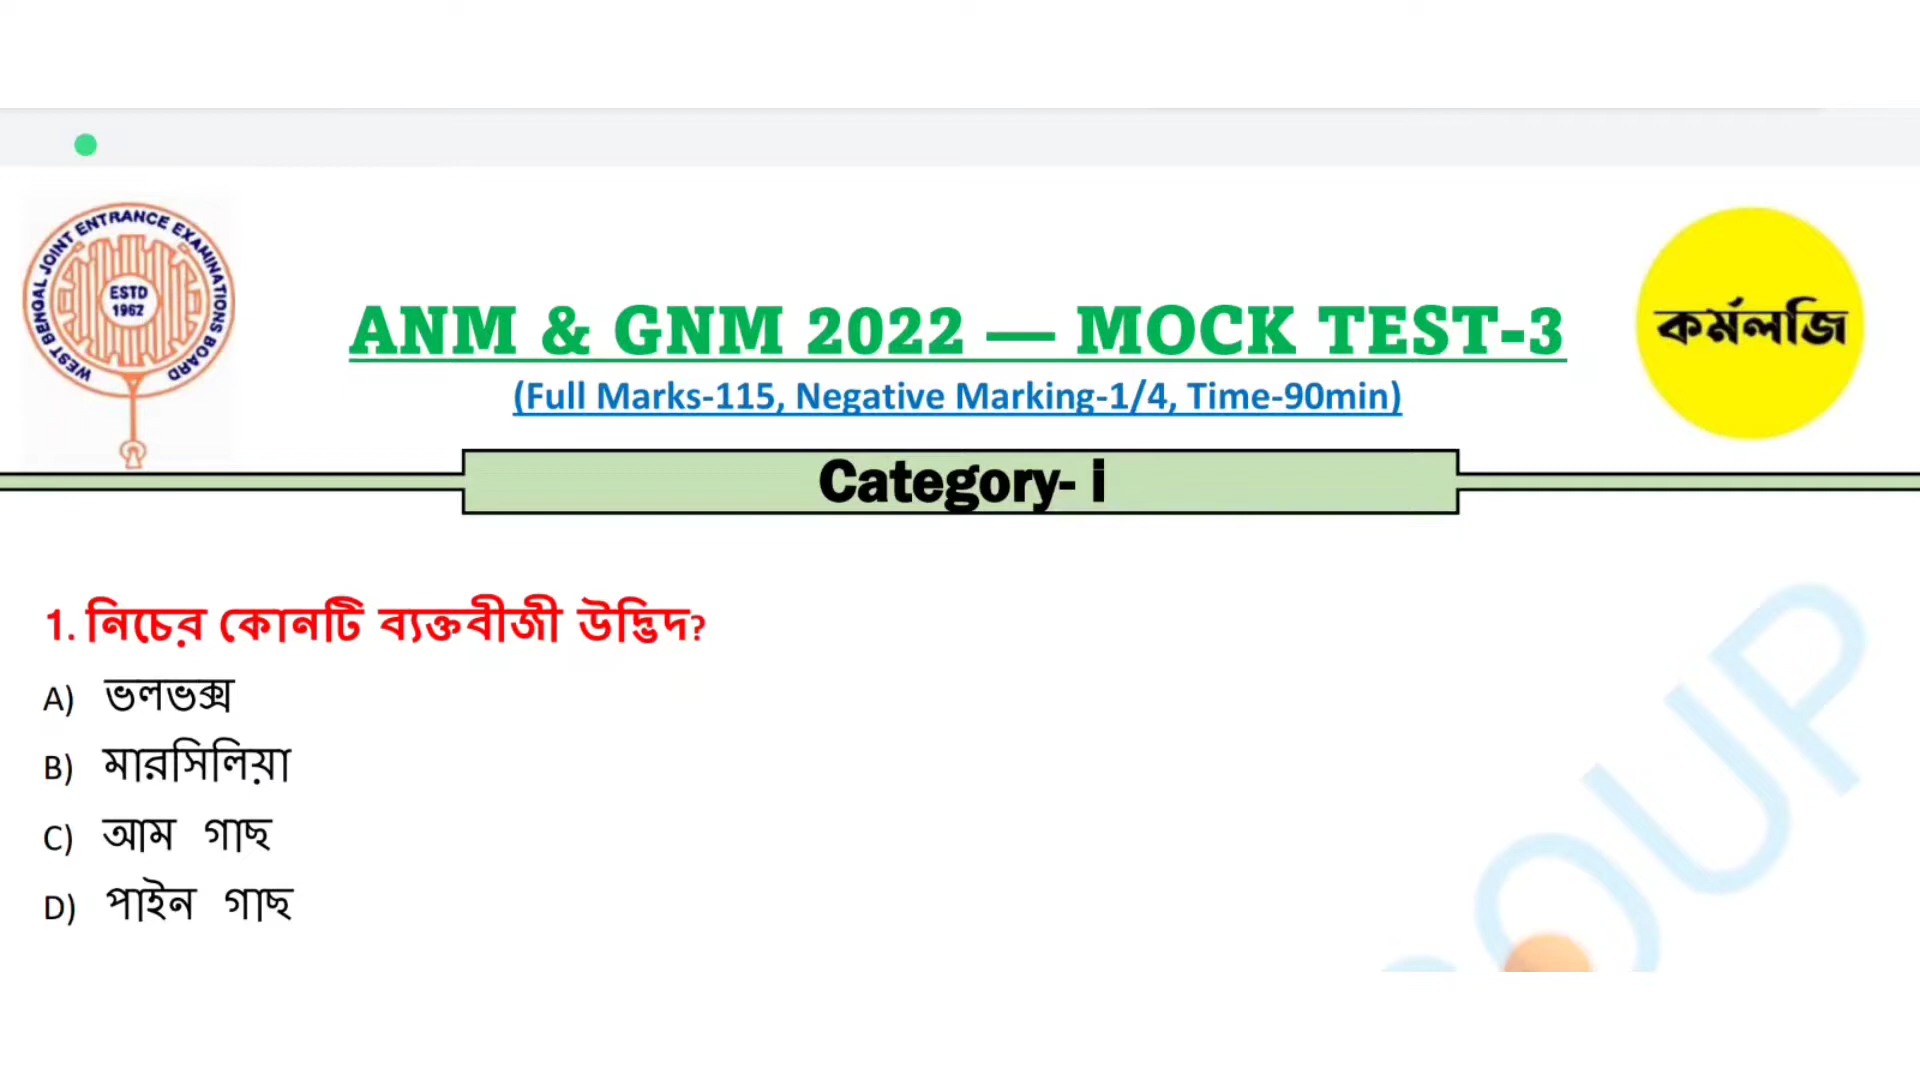 WEST BENGAL JOINT ENTRANCE EXAMINATIONS BOARD
ESTD
1962
ANM & GNM 2022 — MOCK TEST-3
(Full Marks-115, Negative Marking-1/4, Time-90min)
কর্মলজি
Category- i
1. নিচের কোনটি ব্যক্তবীজী উদ্ভিদ?
A) ভলভক্স
B) মারসিলিয়া
C) আম গাছ
D) পাইন গাছ
OUP